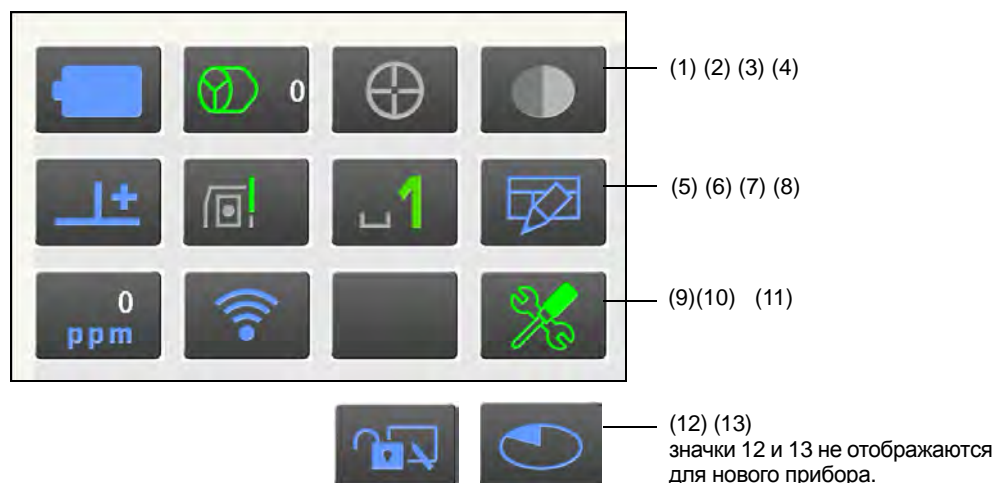 0
(1) (2) (3) (4)
1
(5) (6) (7) (8)
0
ppm
(9)(10) (11)
(12) (13)
значки 12 и 13 не отображаются
для нового прибора.